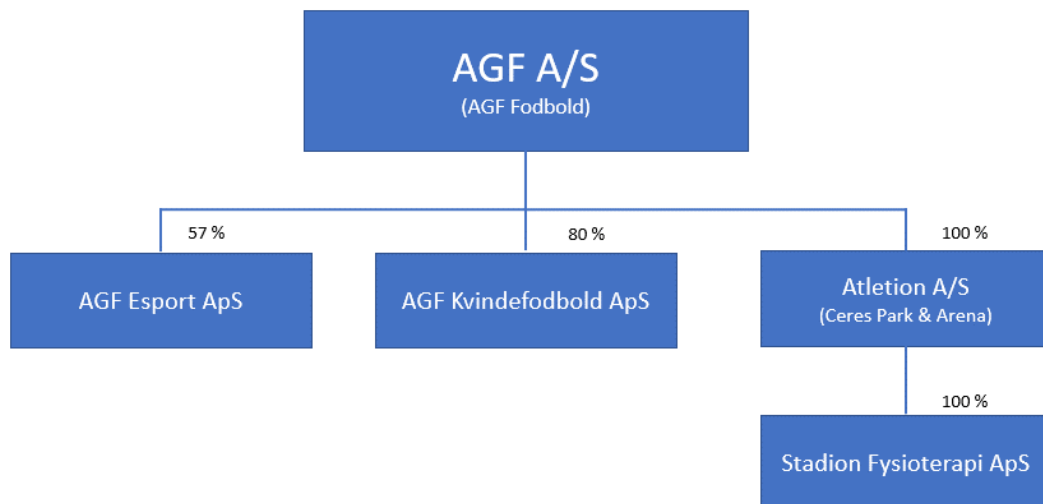 AGF A/S
(AGF Fodbold)
57 %
80 %
100 %
AGF Esport ApS
AGF Kvindefodbold ApS
Atletion A/S
(Ceres Park & Arena)
100 %
Stadion Fysioterapi ApS